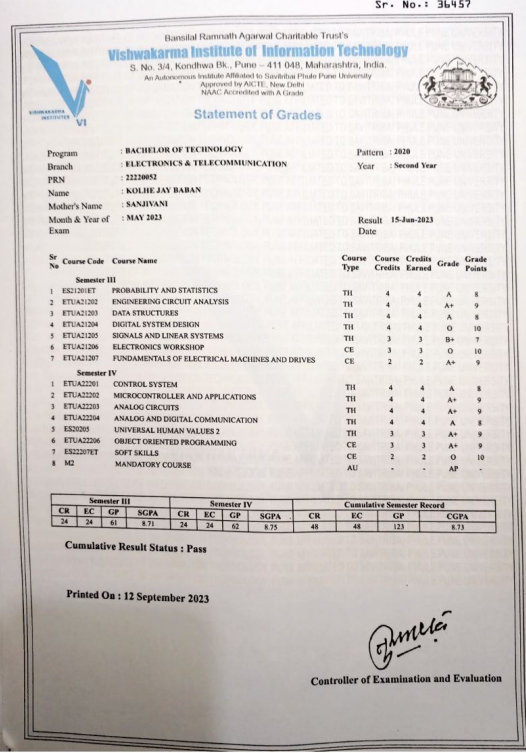 Sr. No.: 36457
Bansilal Ramnath Agarwal Charitable Trust's
Vishwakarma Institute of Information Technology
S. No. 3/4, Kondhwa Bk., Pune – 411 048, Maharashtra, India.
An Autonomous Institute Affiliated to Savitribai Phule Pune University
Approved by AICTE, New Delhi
NAAC Accredited with A Grade
VISHWAKARMA
INSTITUTES
VI
Statement of Grades
Program : BACHELOR OF TECHNOLOGY Pattern : 2020
Branch : ELECTRONICS & TELECOMMUNICATION Year : Second Year
PRN : 22220052
Name : KOLHE JAY BABAN
Mother's Name : SANJIVANI
Month & Year of : MAY 2023 Result 15-Jun-2023
Exam Date
Sr Course Code Course Name Course Course Credits Grade Grade
No Type Credits Earned Points
Semester III
1 ES21201ET PROBABILITY AND STATISTICS TH 4 4 A 8
2 ETUA21202 ENGINEERING CIRCUIT ANALYSIS TH 4 4 A+ 9
3 ETUA21203 DATA STRUCTURES TH 4 4 A 8
4 ETUA21204 DIGITAL SYSTEM DESIGN TH 4 4 O 10
5 ETUA21205 SIGNALS AND LINEAR SYSTEMS TH 3 3 B+ 7
6 ETUA21206 ELECTRONICS WORKSHOP CE 3 3 O 10
7 ETUA21207 FUNDAMENTALS OF ELECTRICAL MACHINES AND DRIVES CE 2 2 A+ 9
Semester IV
1 ETUA22201 CONTROL SYSTEM TH 4 4 A 8
2 ETUA22202 MICROCONTROLLER AND APPLICATIONS TH 4 4 A+ 9
3 ETUA22203 ANALOG CIRCUITS TH 4 4 A+ 9
4 ETUA22204 ANALOG AND DIGITAL COMMUNICATION TH 4 4 A 8
5 ES20205 UNIVERSAL HUMAN VALUES 2 TH 3 3 A+ 9
6 ETUA22206 OBJECT ORIENTED PROGRAMMING CE 3 3 A+ 9
7 ES22207ET SOFT SKILLS CE 2 2 O 10
8 M2 MANDATORY COURSE AU - - AP -
Semester III Semester IV Cumulative Semester Record
CR EC GP SGPA CR EC GP SGPA CR EC GP CGPA
24 24 61 8.71 24 24 62 8.75 48 48 123 8.73
Cumulative Result Status : Pass
Printed On : 12 September 2023
Controller of Examination and Evaluation